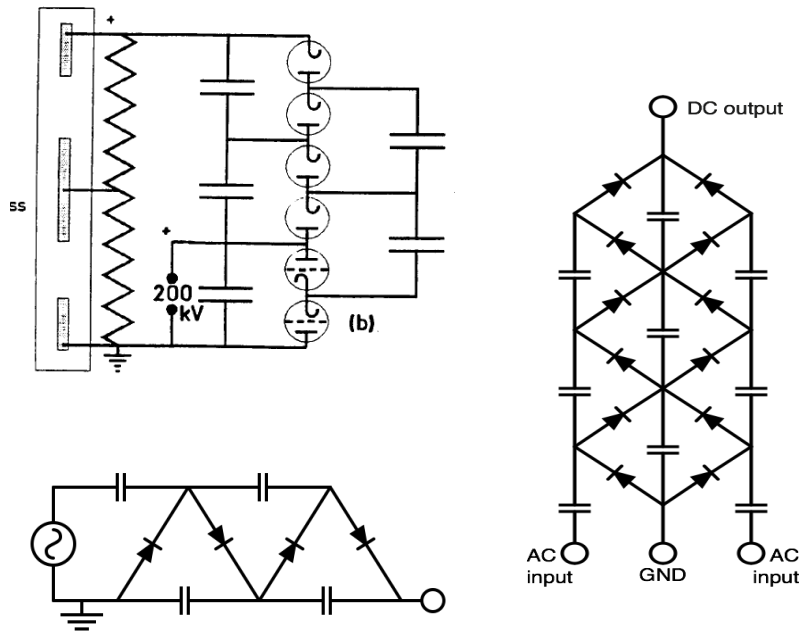 +
ss
+
200
kV
(b)
DC output
AC
input
GND
AC
input